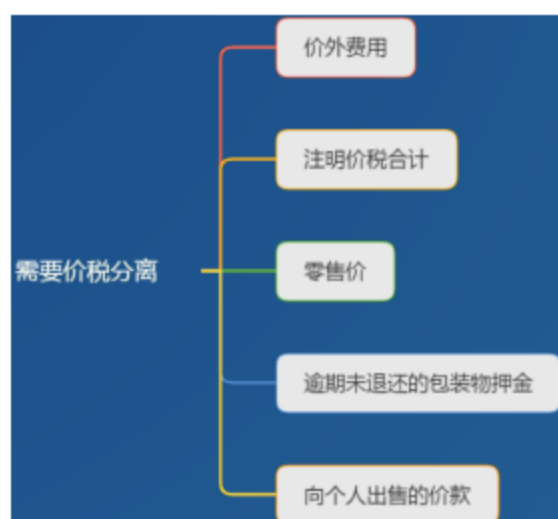 价外费用
注明价税合计
需要价税分离
零售价
逾期未退还的包装物押金
向个人出售的价款